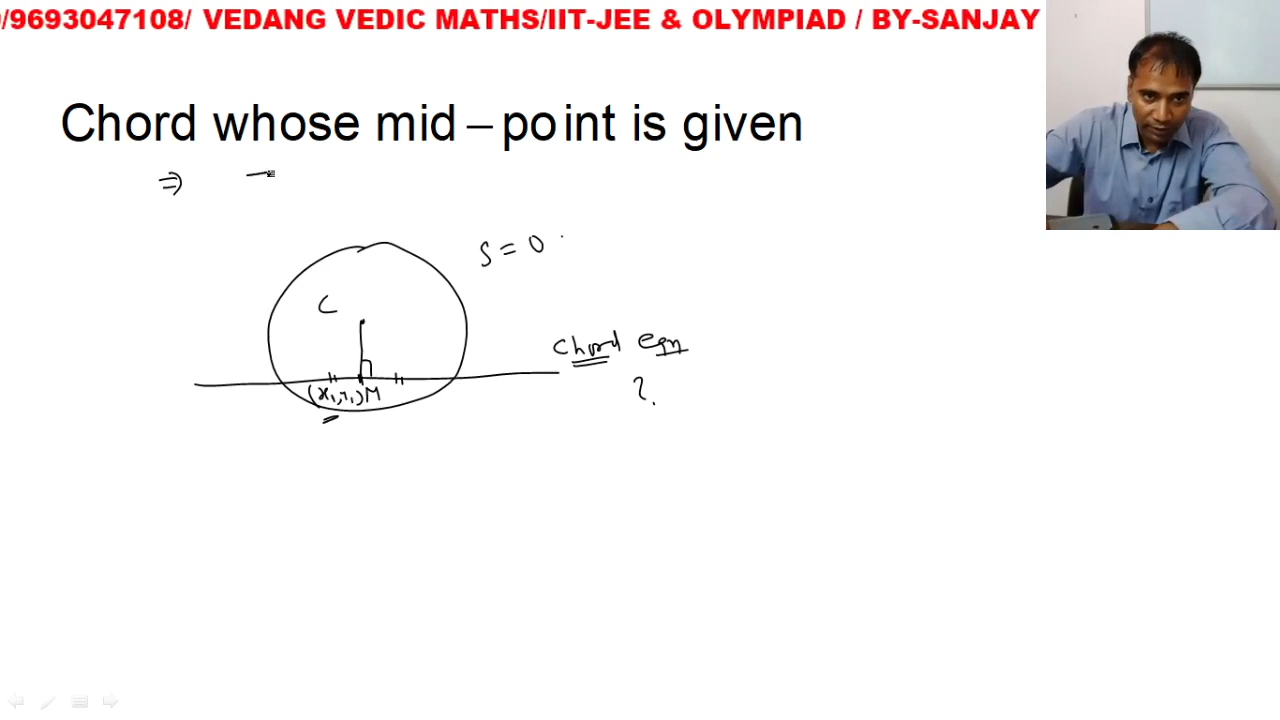 /9693047108/ VEDANG VEDIC MATHS/IIT-JEE & OLYMPIAD / BY-SANJAY
Chord whose mid – point is given
⇒
S = 0
C
chord eqn
?
(x₁, y₁) M